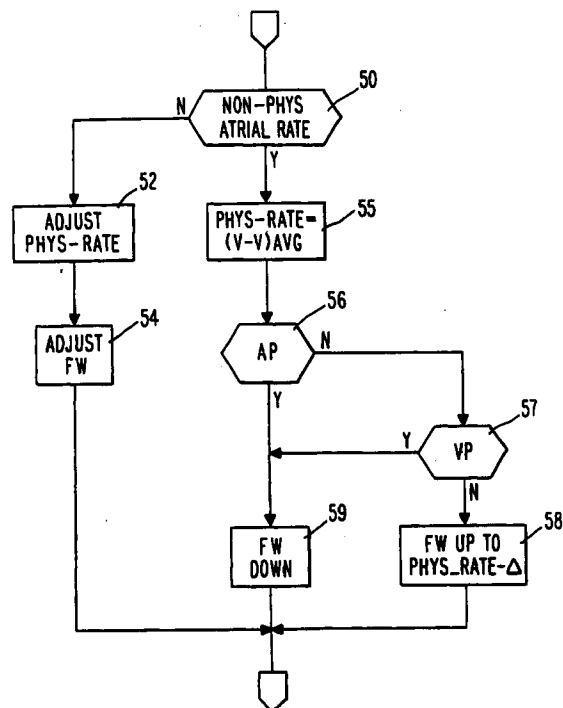 50
N
NON-PHYS
ATRIAL RATE
Y
52
ADJUST
PHYS-RATE
55
PHYS-RATE=
(V-V)AVG
54
ADJUST
FW
56
AP
N
Y
57
Y
VP
N
59
FW
DOWN
58
FW UP TO
PHYS_RATE-Δ